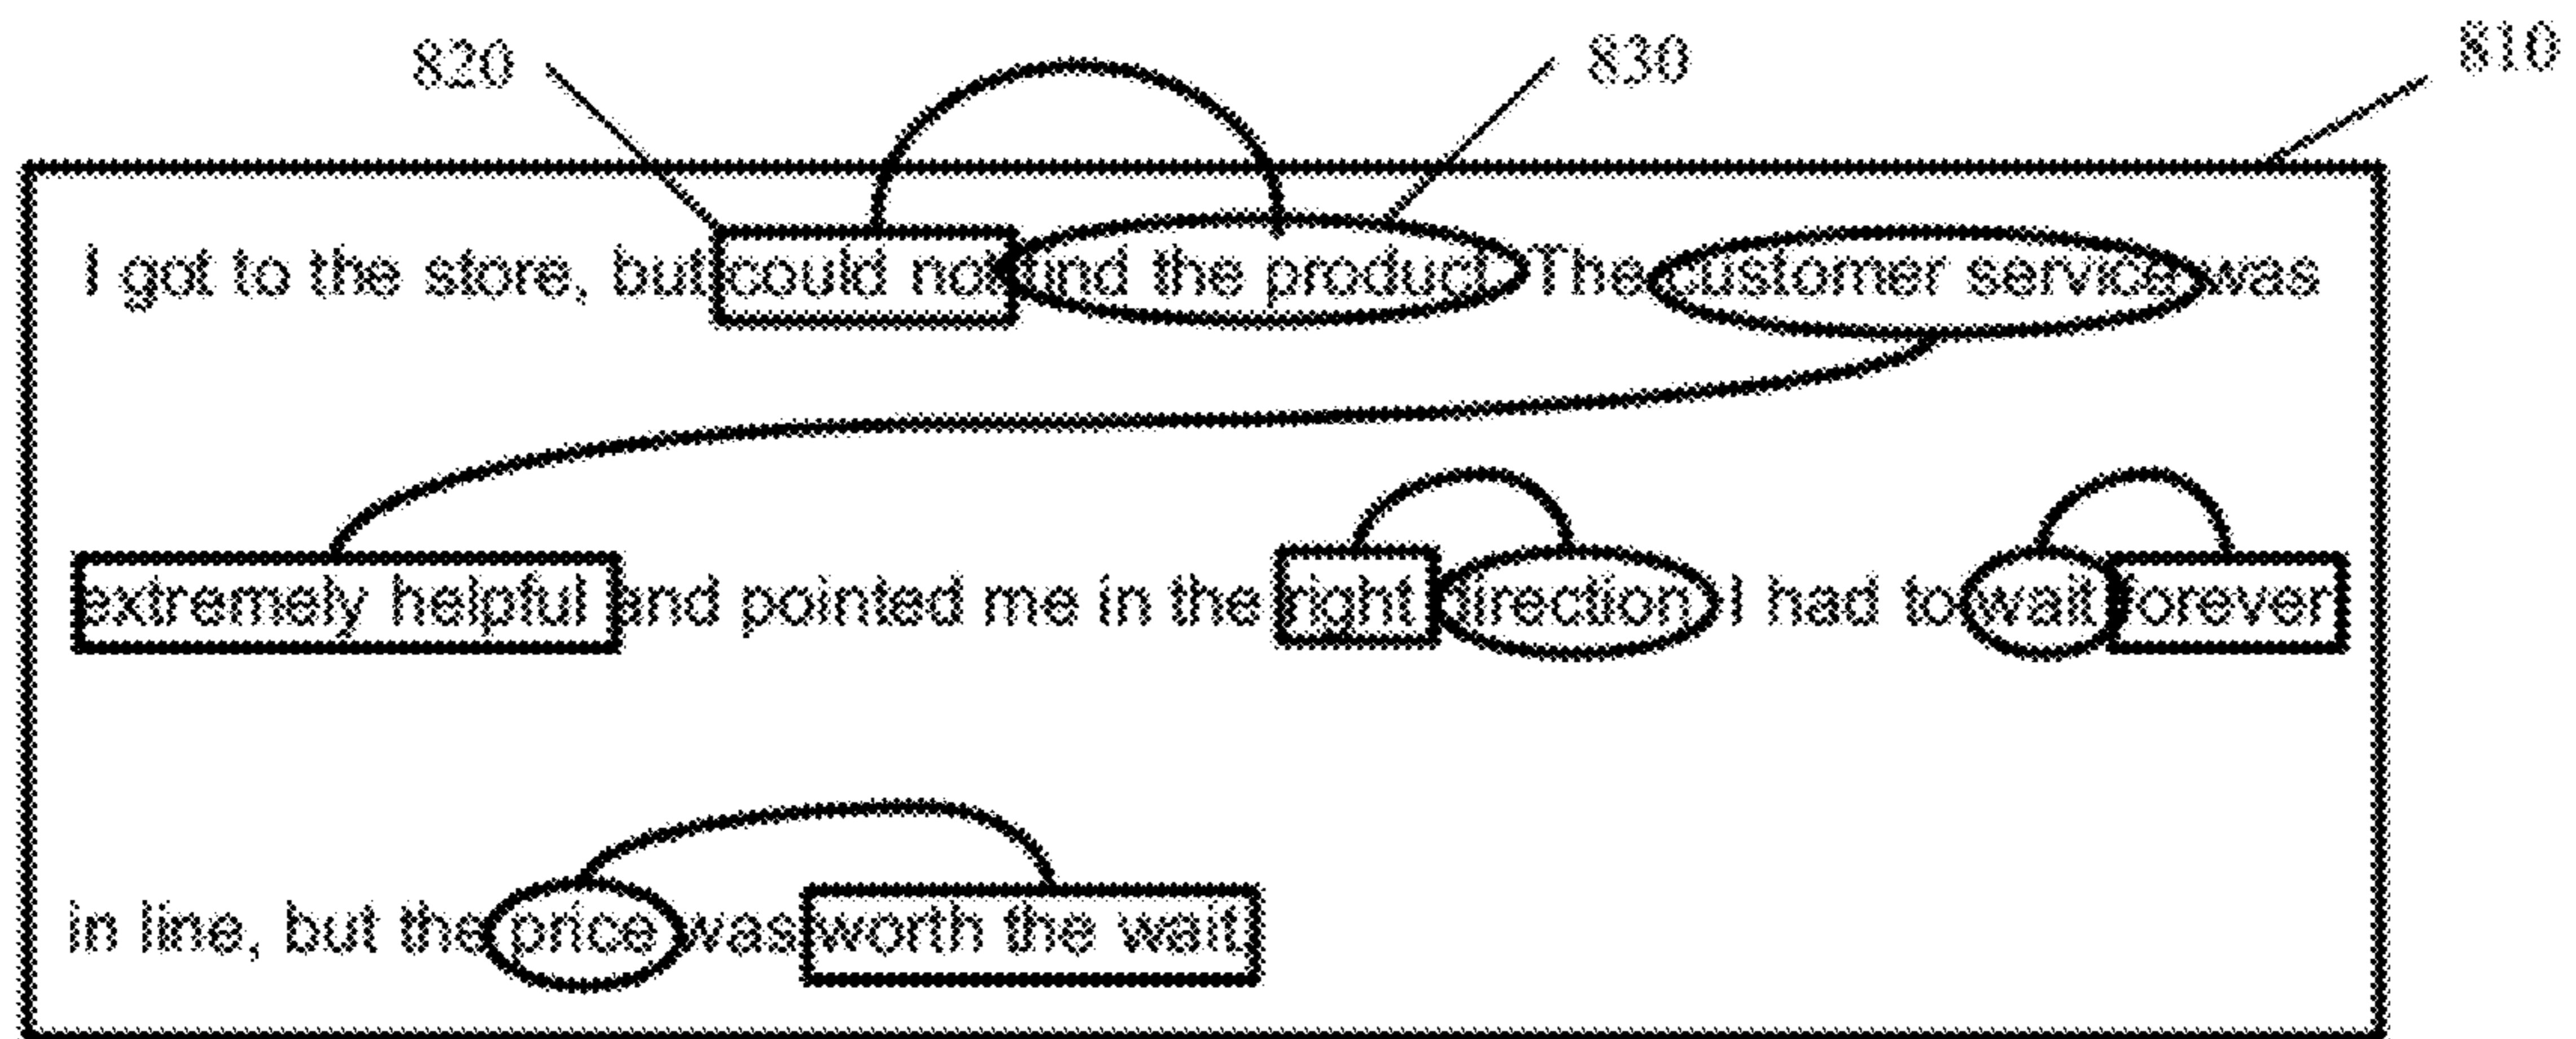 820 830 810
I got to the store, but could not find the product. The customer service was
extremely helpful and pointed me in the right direction. I had to wait forever
in line, but the price was worth the wait.